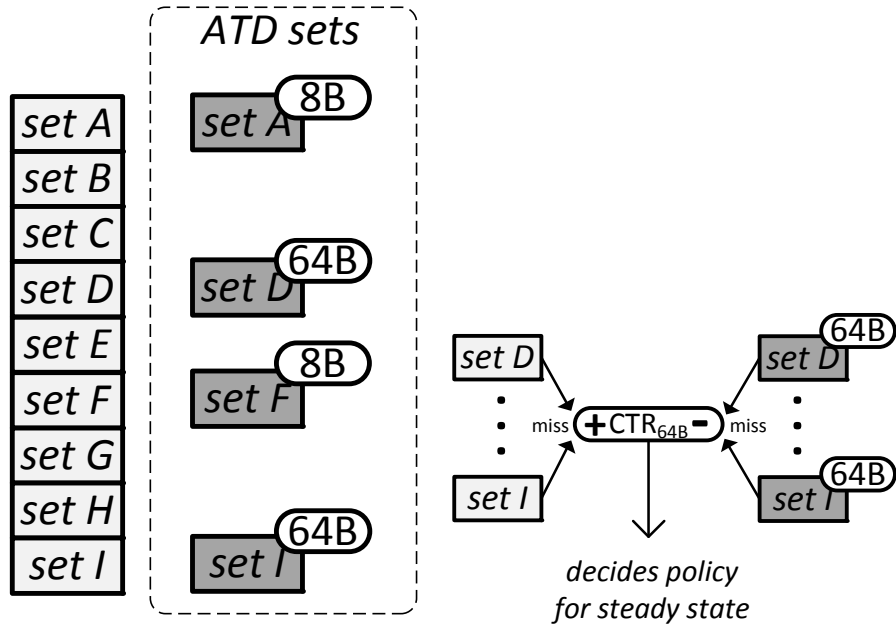 ATD sets
set A
set B
set C
set D
set E
set F
set G
set H
set I
8B
set A
64B
set D
8B
set F
64B
set I
set D
miss
set I
+ CTR64B -
64B
set D
miss
64B
set I
decides policy
for steady state